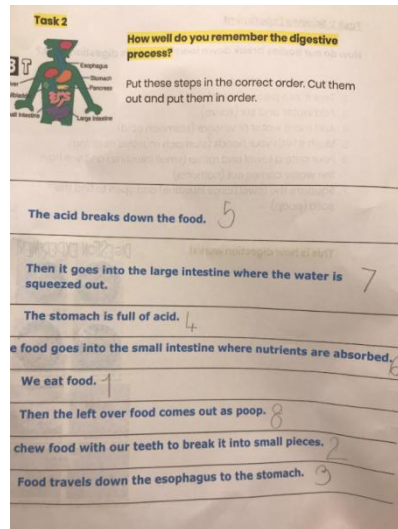 Task 2
How well do you remember the digestive
process?
BT
Esophagus
Stomach
Pancreas
Large Intestine
Put these steps in the correct order. Cut them
out and put them in order.
The acid breaks down the food. 5
Then it goes into the large intestine where the water is
squeezed out. 7
The stomach is full of acid. 4
e food goes into the small intestine where nutrients are absorbed. 6
We eat food. 1
Then the left over food comes out as poop. 8
chew food with our teeth to break it into small pieces. 2
Food travels down the esophagus to the stomach. 3